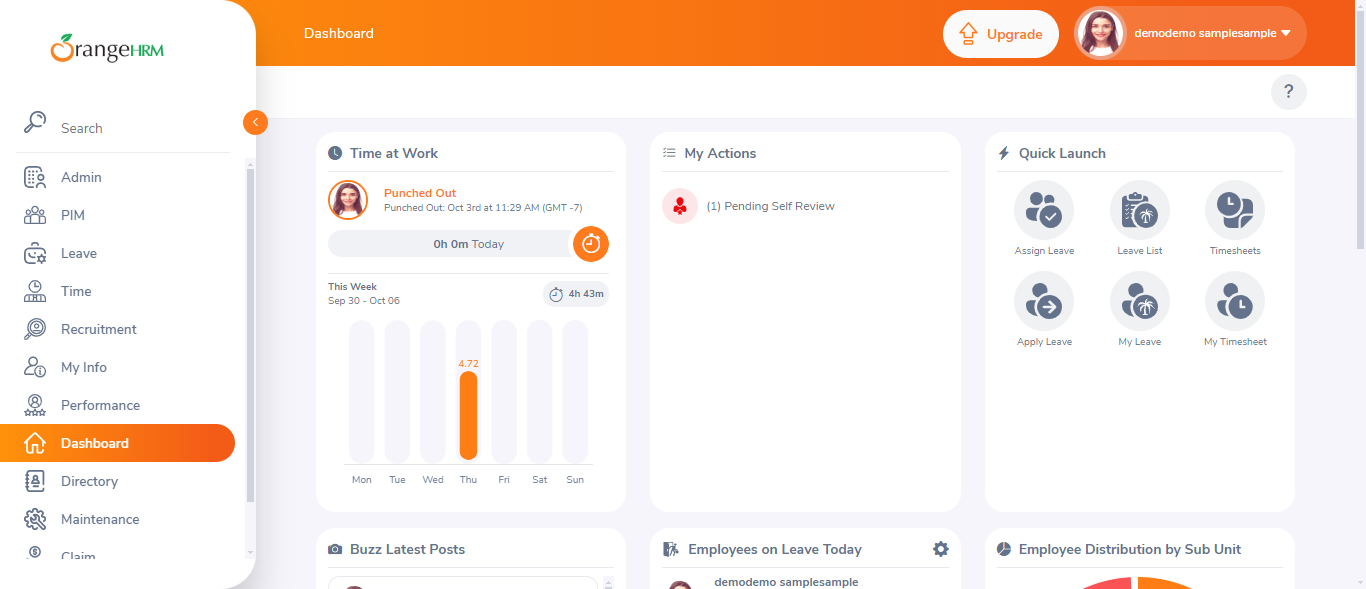 OrangeHRM
Search
Admin
PIM
Leave
Time
Recruitment
My Info
Performance
Dashboard
Directory
Maintenance
Claim
Dashboard
Upgrade
demodemo samplesample
?
Time at Work
Punched Out
Punched Out: Oct 3rd at 11:29 AM (GMT -7)
0h 0m Today
This Week
Sep 30 - Oct 06
4h 43m
4.72
Mon Tue Wed Thu Fri Sat Sun
My Actions
(1) Pending Self Review
Quick Launch
Assign Leave
Leave List
Timesheets
Apply Leave
My Leave
My Timesheet
Buzz Latest Posts
Employees on Leave Today
demodemo samplesample
Employee Distribution by Sub Unit